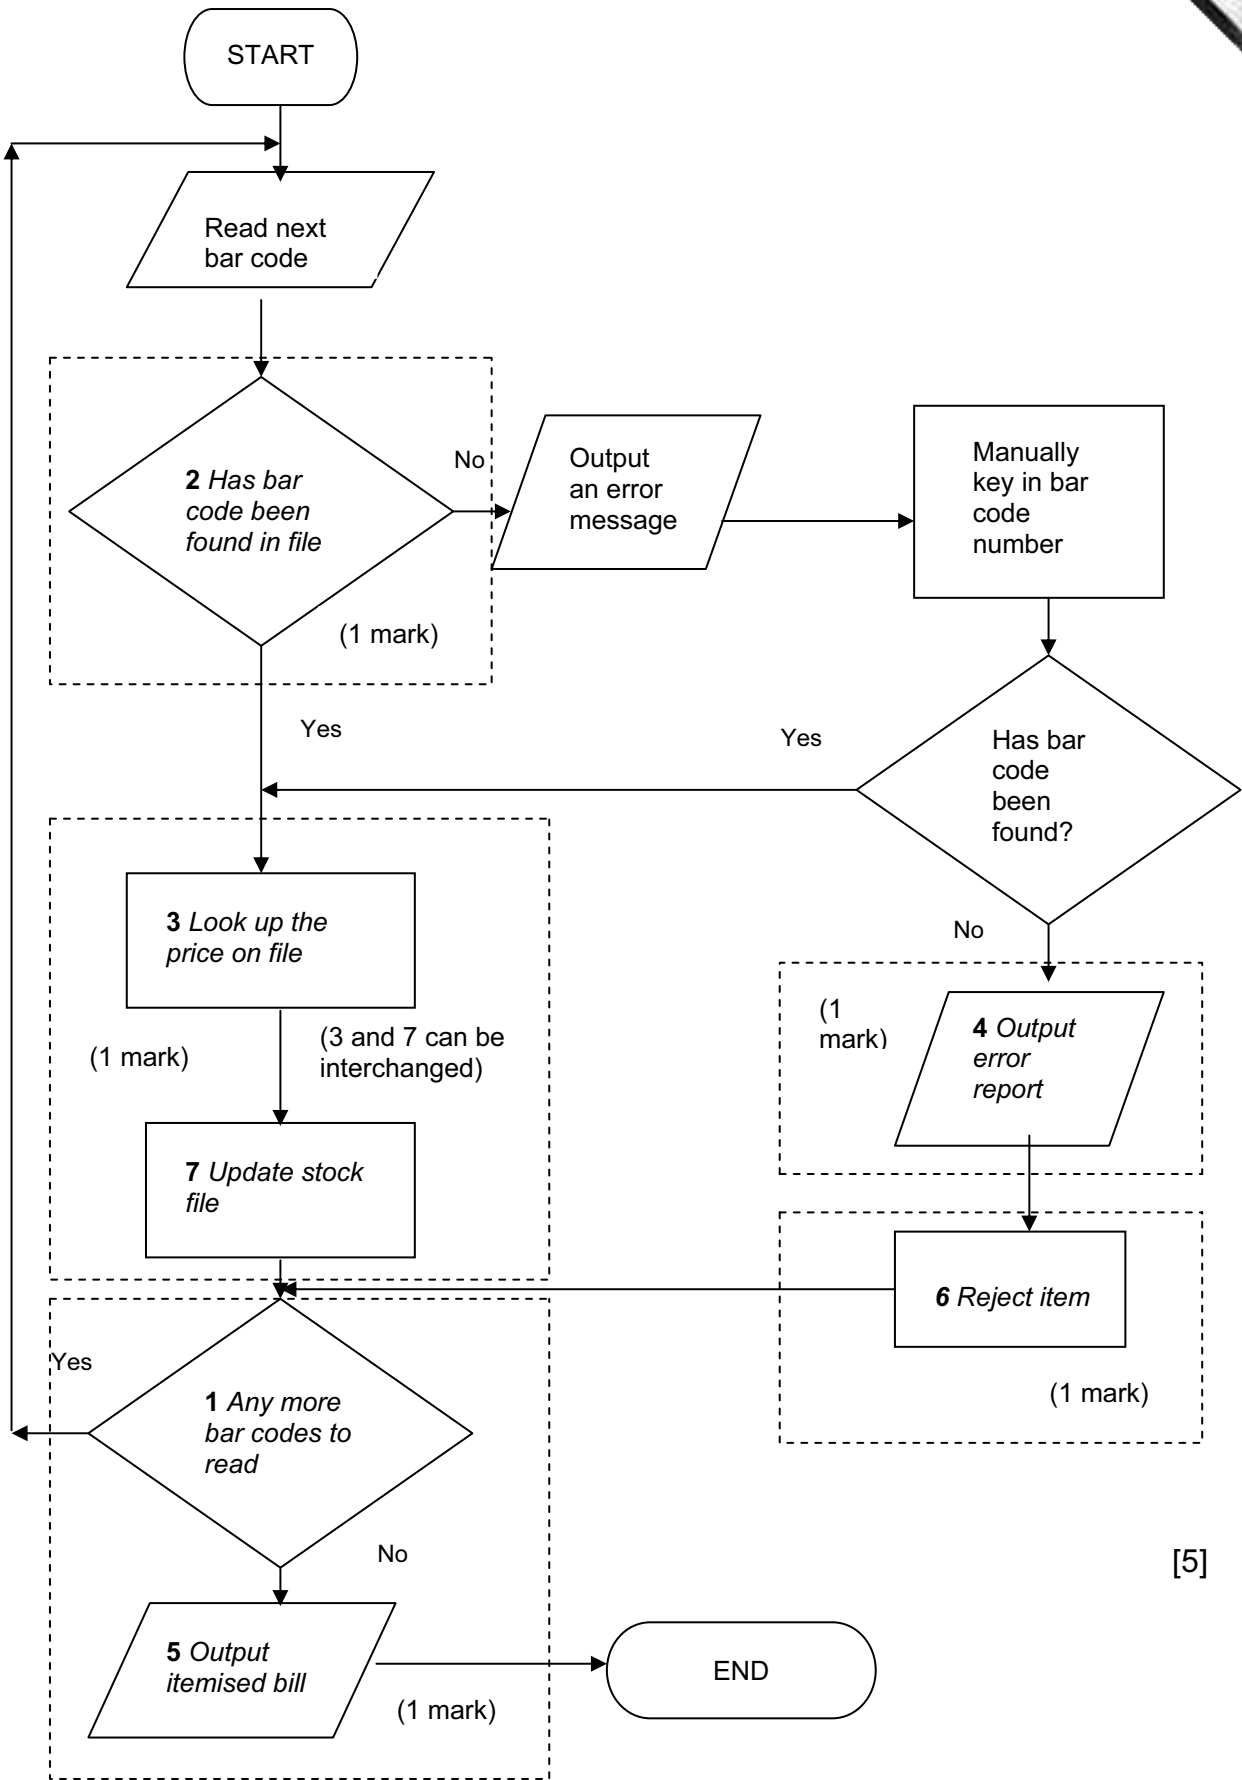 START
Read next
bar code
2 Has bar
code been
found in file
(1 mark)
No
Output
an error
message
Manually
key in bar
code
number
Yes
Yes
Has bar
code
been
found?
No
3 Look up the
price on file
(1 mark)
(3 and 7 can be
interchanged)
7 Update stock
file
(1
mark)
4 Output
error
report
6 Reject item
(1 mark)
Yes
1 Any more
bar codes to
read
No
5 Output
itemised bill
(1 mark)
END
[5]